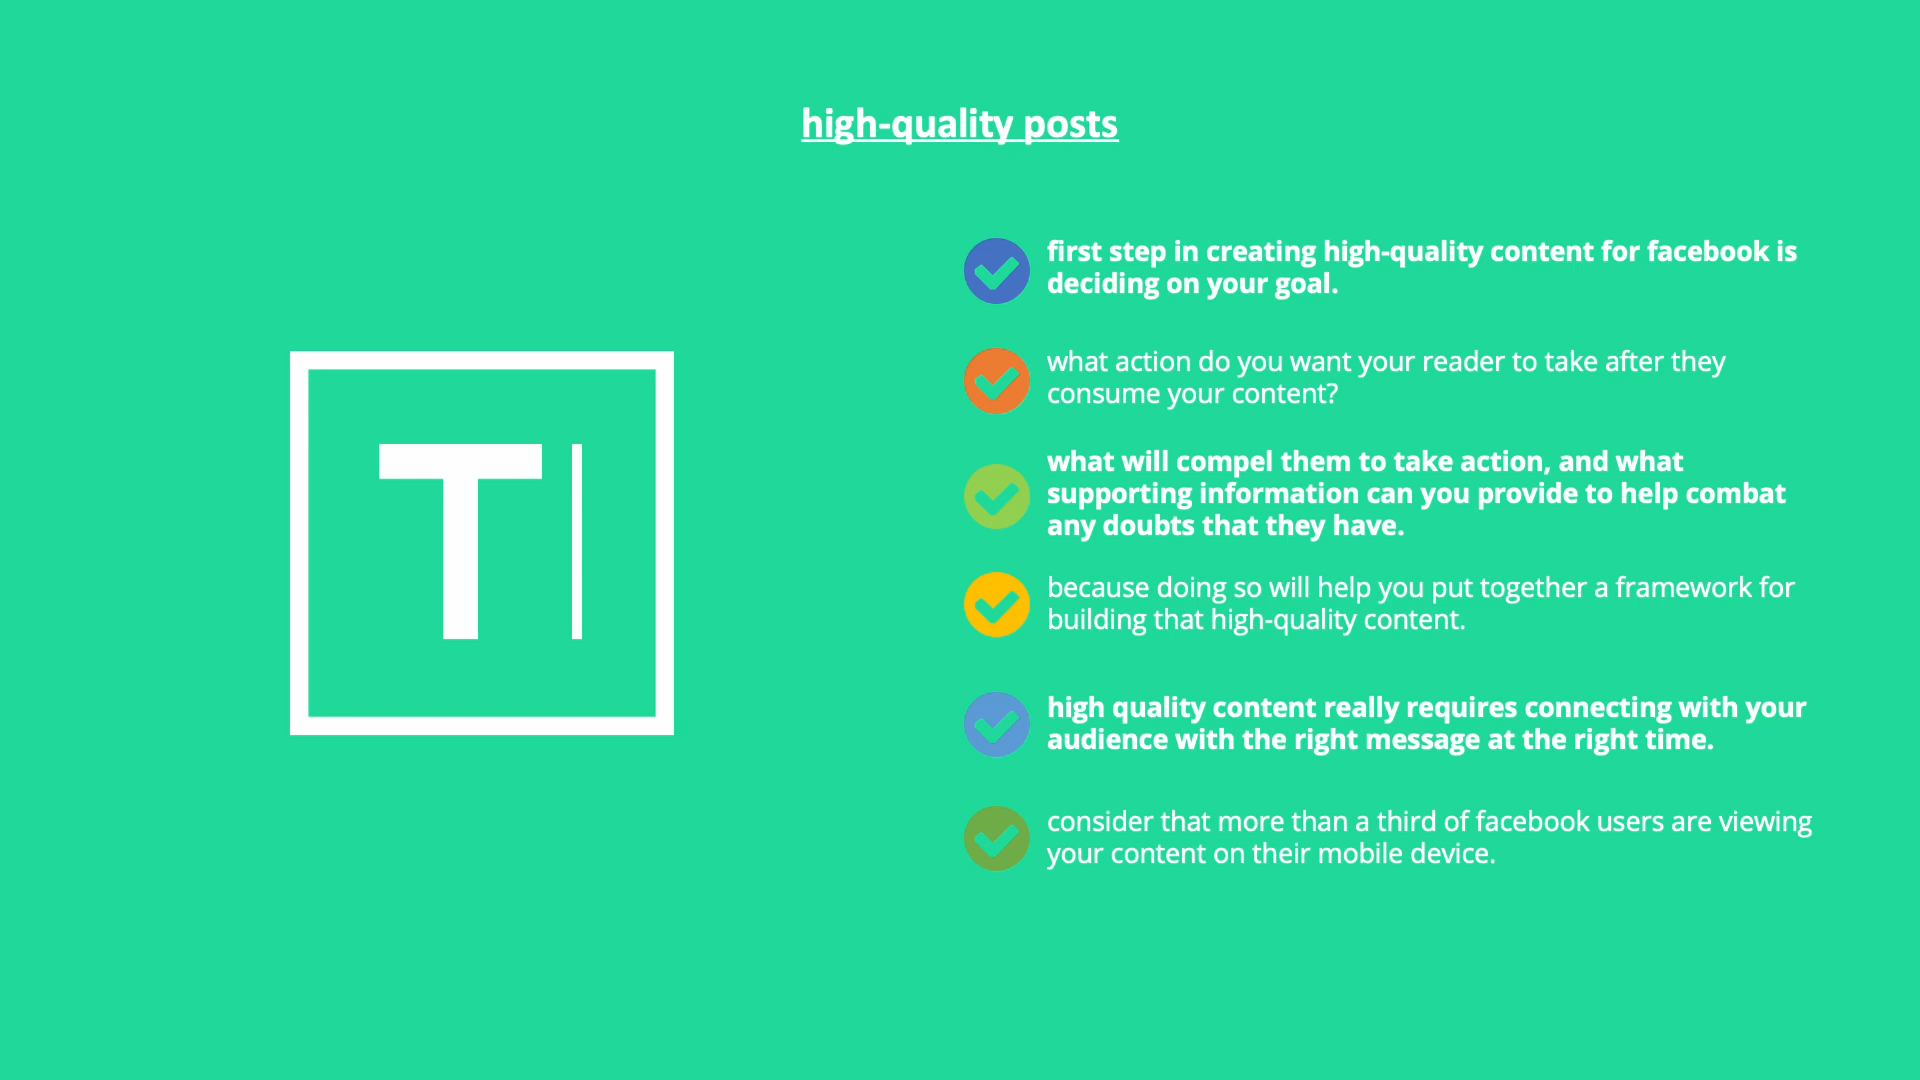 high-quality posts
first step in creating high-quality content for facebook is
deciding on your goal.
what action do you want your reader to take after they
consume your content?
T
what will compel them to take action, and what
supporting information can you provide to help combat
any doubts that they have.
because doing so will help you put together a framework for
building that high-quality content.
high quality content really requires connecting with your
audience with the right message at the right time.
consider that more than a third of facebook users are viewing
your content on their mobile device.